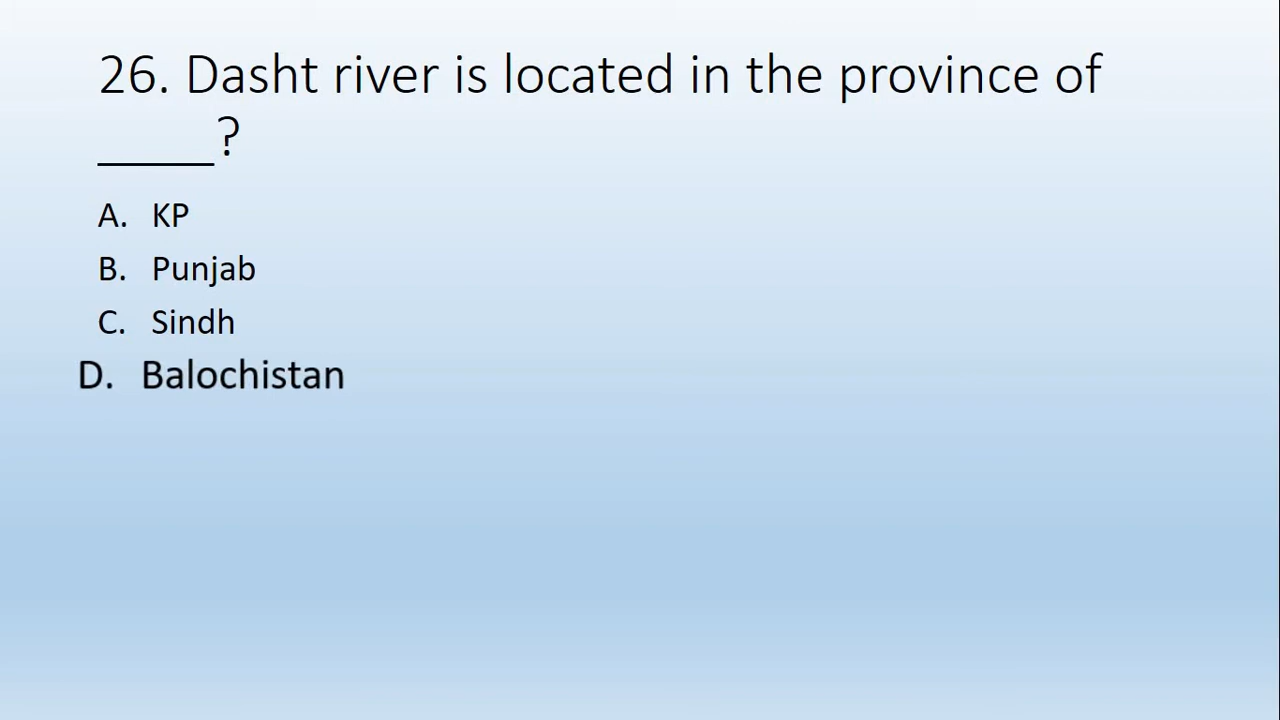 26. Dasht river is located in the province of
_____?
A. KP
B. Punjab
C. Sindh
D. Balochistan